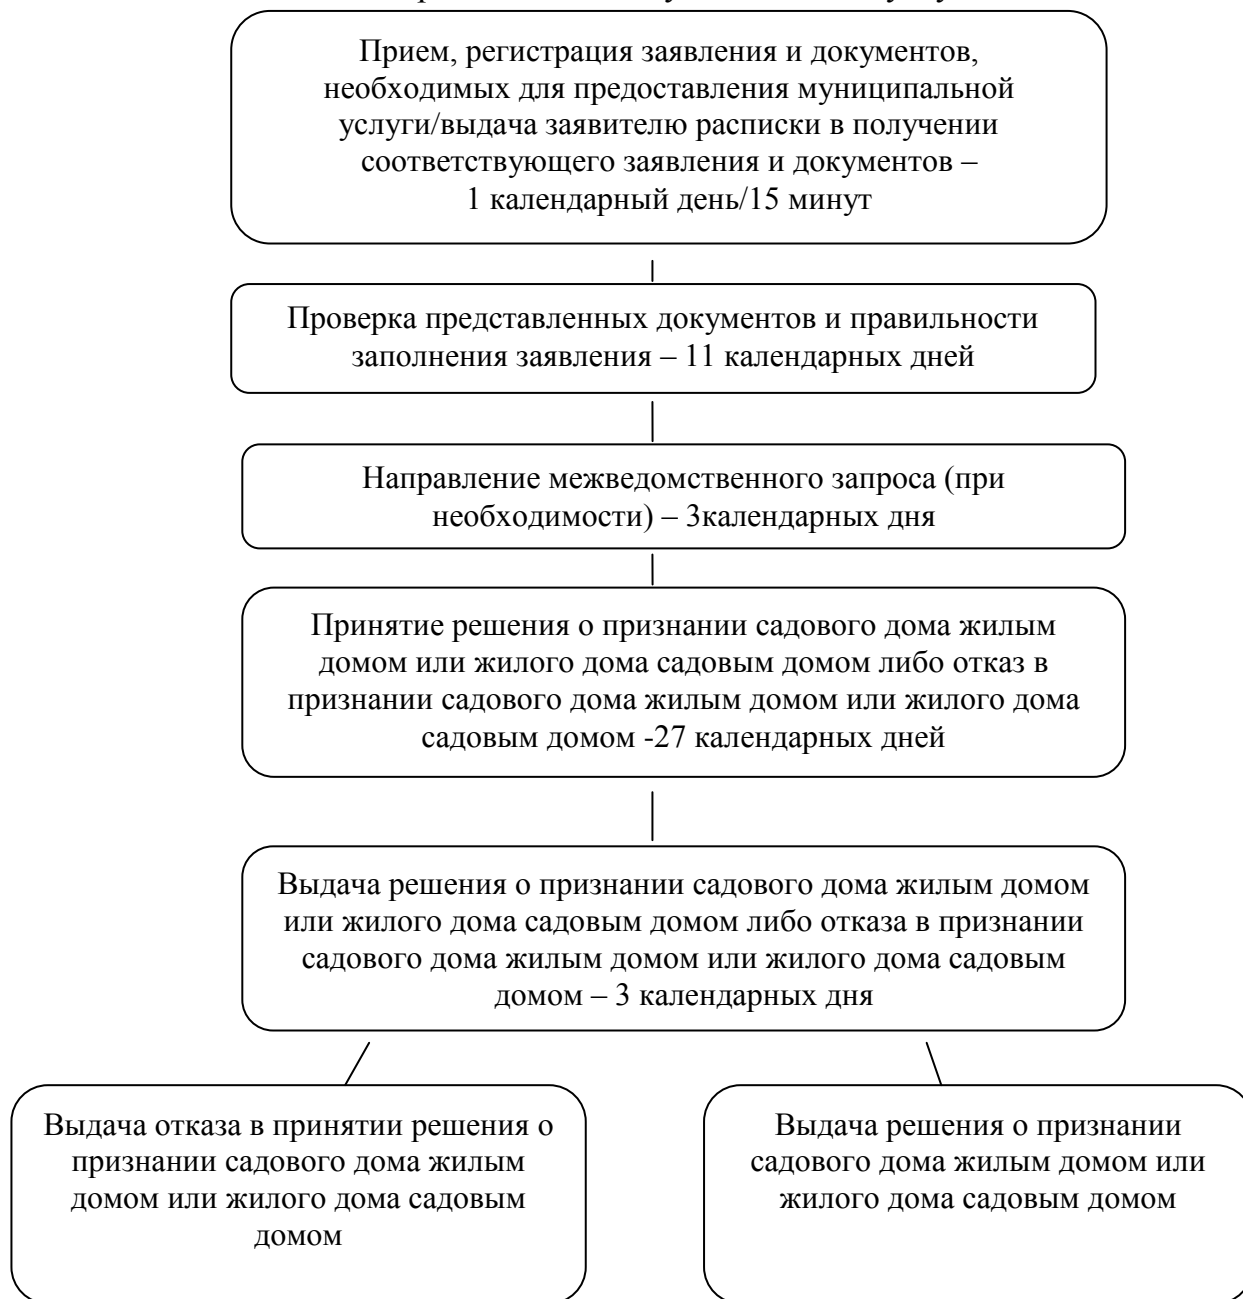 Прием, регистрация заявления и документов,
необходимых для предоставления муниципальной
услуги/выдача заявителю расписки в получении
соответствующего заявления и документов –
1 календарный день/15 минут
Проверка представленных документов и правильности
заполнения заявления – 11 календарных дней
Направление межведомственного запроса (при
необходимости) – 3календарных дня
Принятие решения о признании садового дома жилым
домом или жилого дома садовым домом либо отказ в
признании садового дома жилым домом или жилого дома
садовым домом -27 календарных дней
Выдача решения о признании садового дома жилым домом
или жилого дома садовым домом либо отказа в признании
садового дома жилым домом или жилого дома садовым
домом – 3 календарных дня
Выдача отказа в принятии решения о
признании садового дома жилым
домом или жилого дома садовым
домом
Выдача решения о признании
садового дома жилым домом или
жилого дома садовым домом